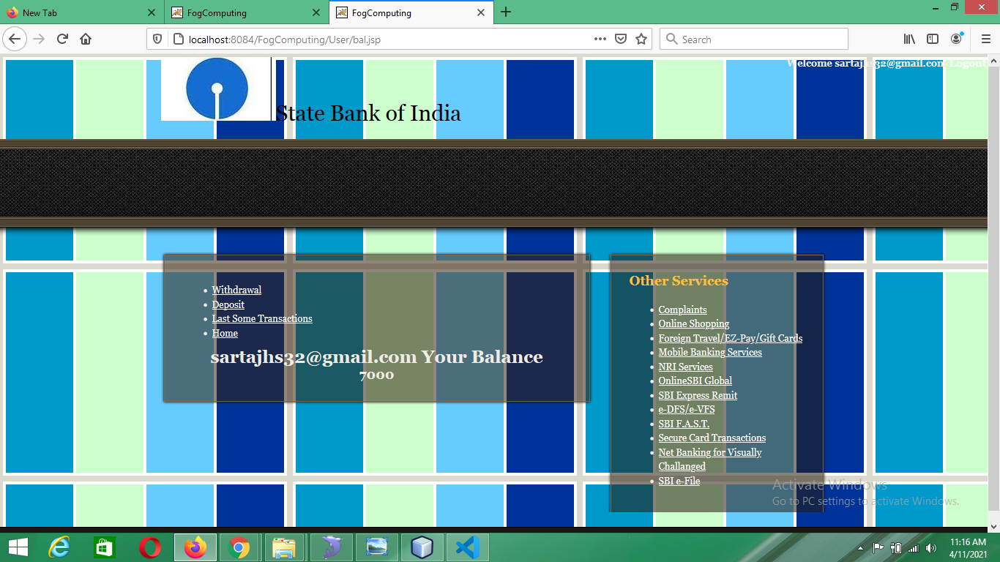 New Tab
FogComputing
FogComputing
localhost:8084/FogComputing/User/bal.jsp
Search
Welcome sartajhs32@gmail.com Logout
State Bank of India
Withdrawal
Deposit
Last Some Transactions
Home
sartajhs32@gmail.com Your Balance
7000
Other Services
Complaints
Online Shopping
Foreign Travel/EZ-Pay/Gift Cards
Mobile Banking Services
NRI Services
OnlineSBI Global
SBI Express Remit
e-DFS/e-VFS
SBI F.A.S.T.
Secure Card Transactions
Net Banking for Visually
Challanged
SBI e-File
Activate Windows
Go to PC settings to activate Windows.
11:16 AM
4/11/2021